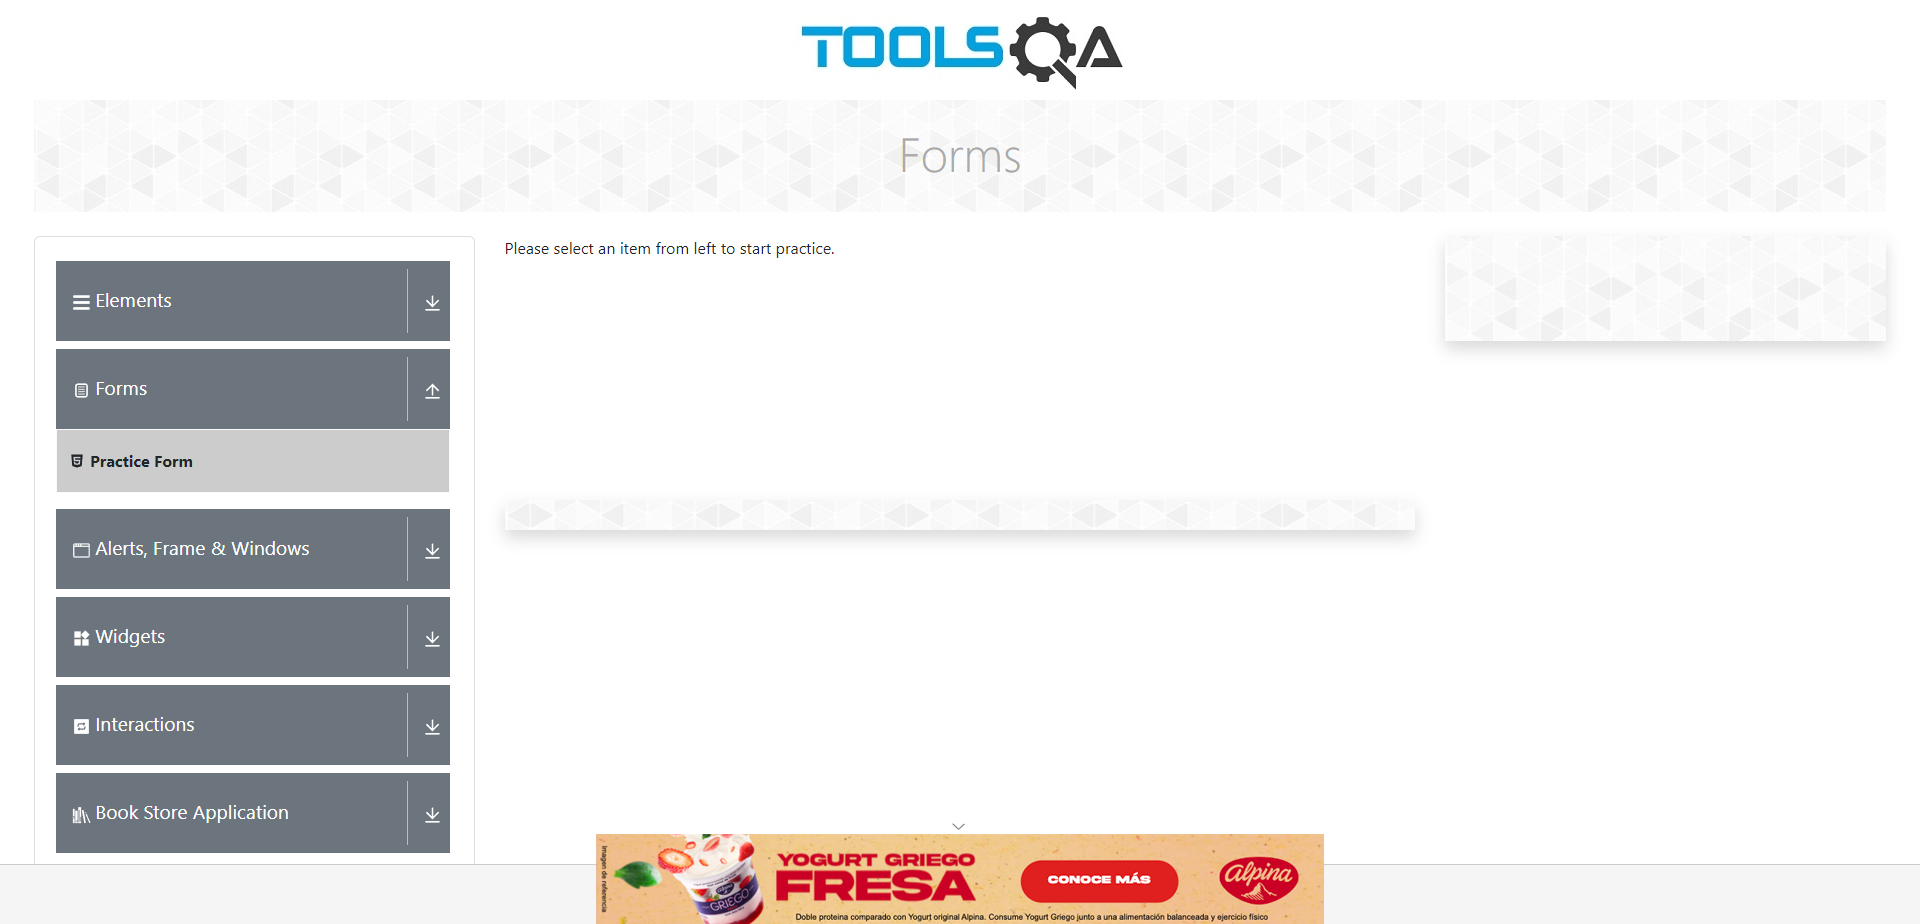 TOOLSQA
Forms
Elements
Forms
Practice Form
Alerts, Frame & Windows
Widgets
Interactions
Book Store Application
Please select an item from left to start practice.
Imagen de referencia
GRIEGO
YOGURT GRIEGO
FRESA
CONOCE MÁS
alpina
Doble proteina comparado con Yogurt original Alpina. Consume Yogurt Griego junto a una alimentación balanceada y ejercicio físico